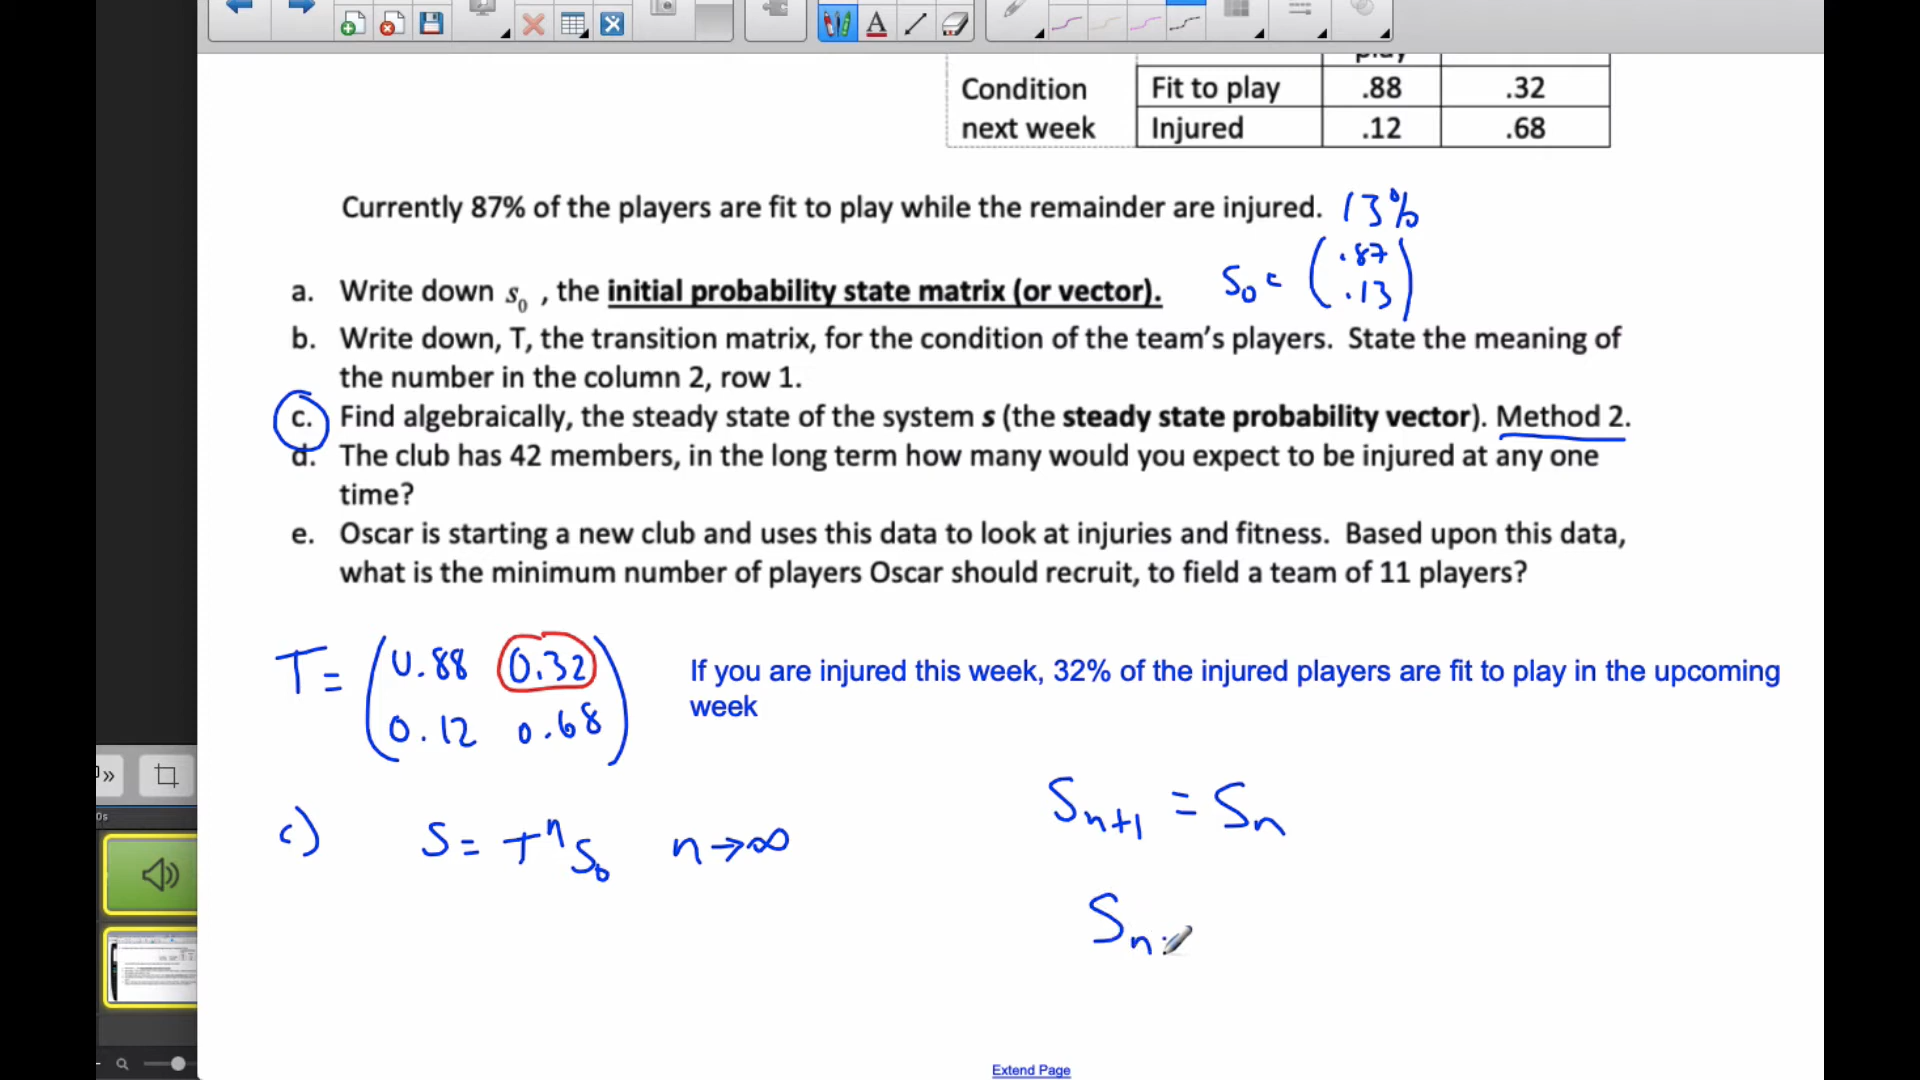 Condition Fit to play .88 .32
next week Injured .12 .68
Currently 87% of the players are fit to play while the remainder are injured. 13%
a. Write down s₀ , the initial probability state matrix (or vector). S₀ = (.87 .13)
b. Write down, T, the transition matrix, for the condition of the team's players. State the meaning of
the number in the column 2, row 1.
c. Find algebraically, the steady state of the system s (the steady state probability vector). Method 2.
d. The club has 42 members, in the long term how many would you expect to be injured at any one
time?
e. Oscar is starting a new club and uses this data to look at injuries and fitness. Based upon this data,
what is the minimum number of players Oscar should recruit, to field a team of 11 players?
T = (0.88 0.32
0.12 0.68)
If you are injured this week, 32% of the injured players are fit to play in the upcoming
week
c) S = Tⁿ S₀ n→∞
Sₙ₊₁ = Sₙ
Sₙ
Extend Page